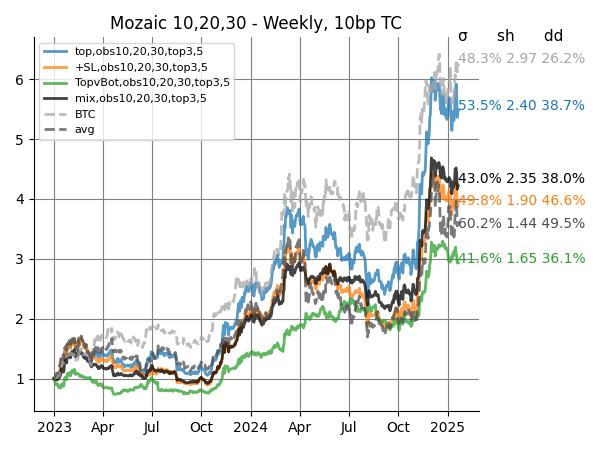 Mozaic 10,20,30 - Weekly, 10bp TC
σ sh dd
top,obs10,20,30,top3,5
+SL,obs10,20,30,top3,5
TopvBot,obs10,20,30,top3,5
mix,obs10,20,30,top3,5
BTC
avg
48.3% 2.97 26.2%
53.5% 2.40 38.7%
43.0% 2.35 38.0%
49.8% 1.90 46.6%
60.2% 1.44 49.5%
41.6% 1.65 36.1%
6
5
4
3
2
1
2023 Apr Jul Oct 2024 Apr Jul Oct 2025